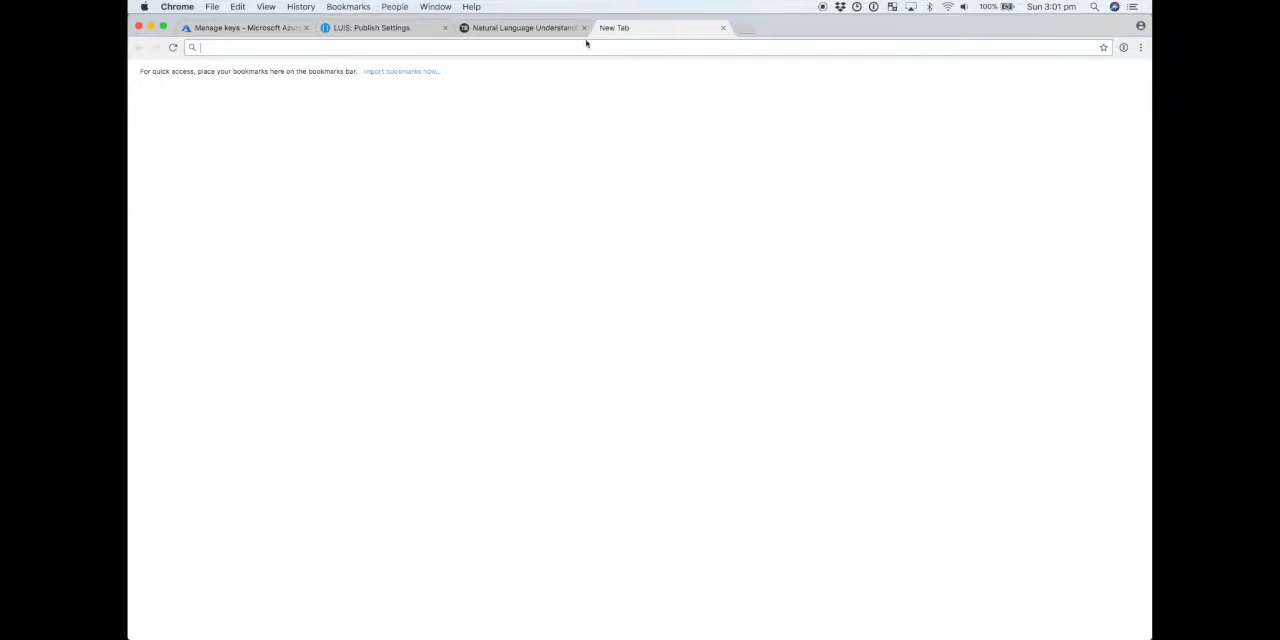 Chrome File Edit View History Bookmarks People Window Help 100% Sun 3:01 pm
Manage keys - Microsoft Azu LUIS: Publish Settings Natural Language Understand New Tab
For quick access, place your bookmarks here on the bookmarks bar. Import bookmarks now...